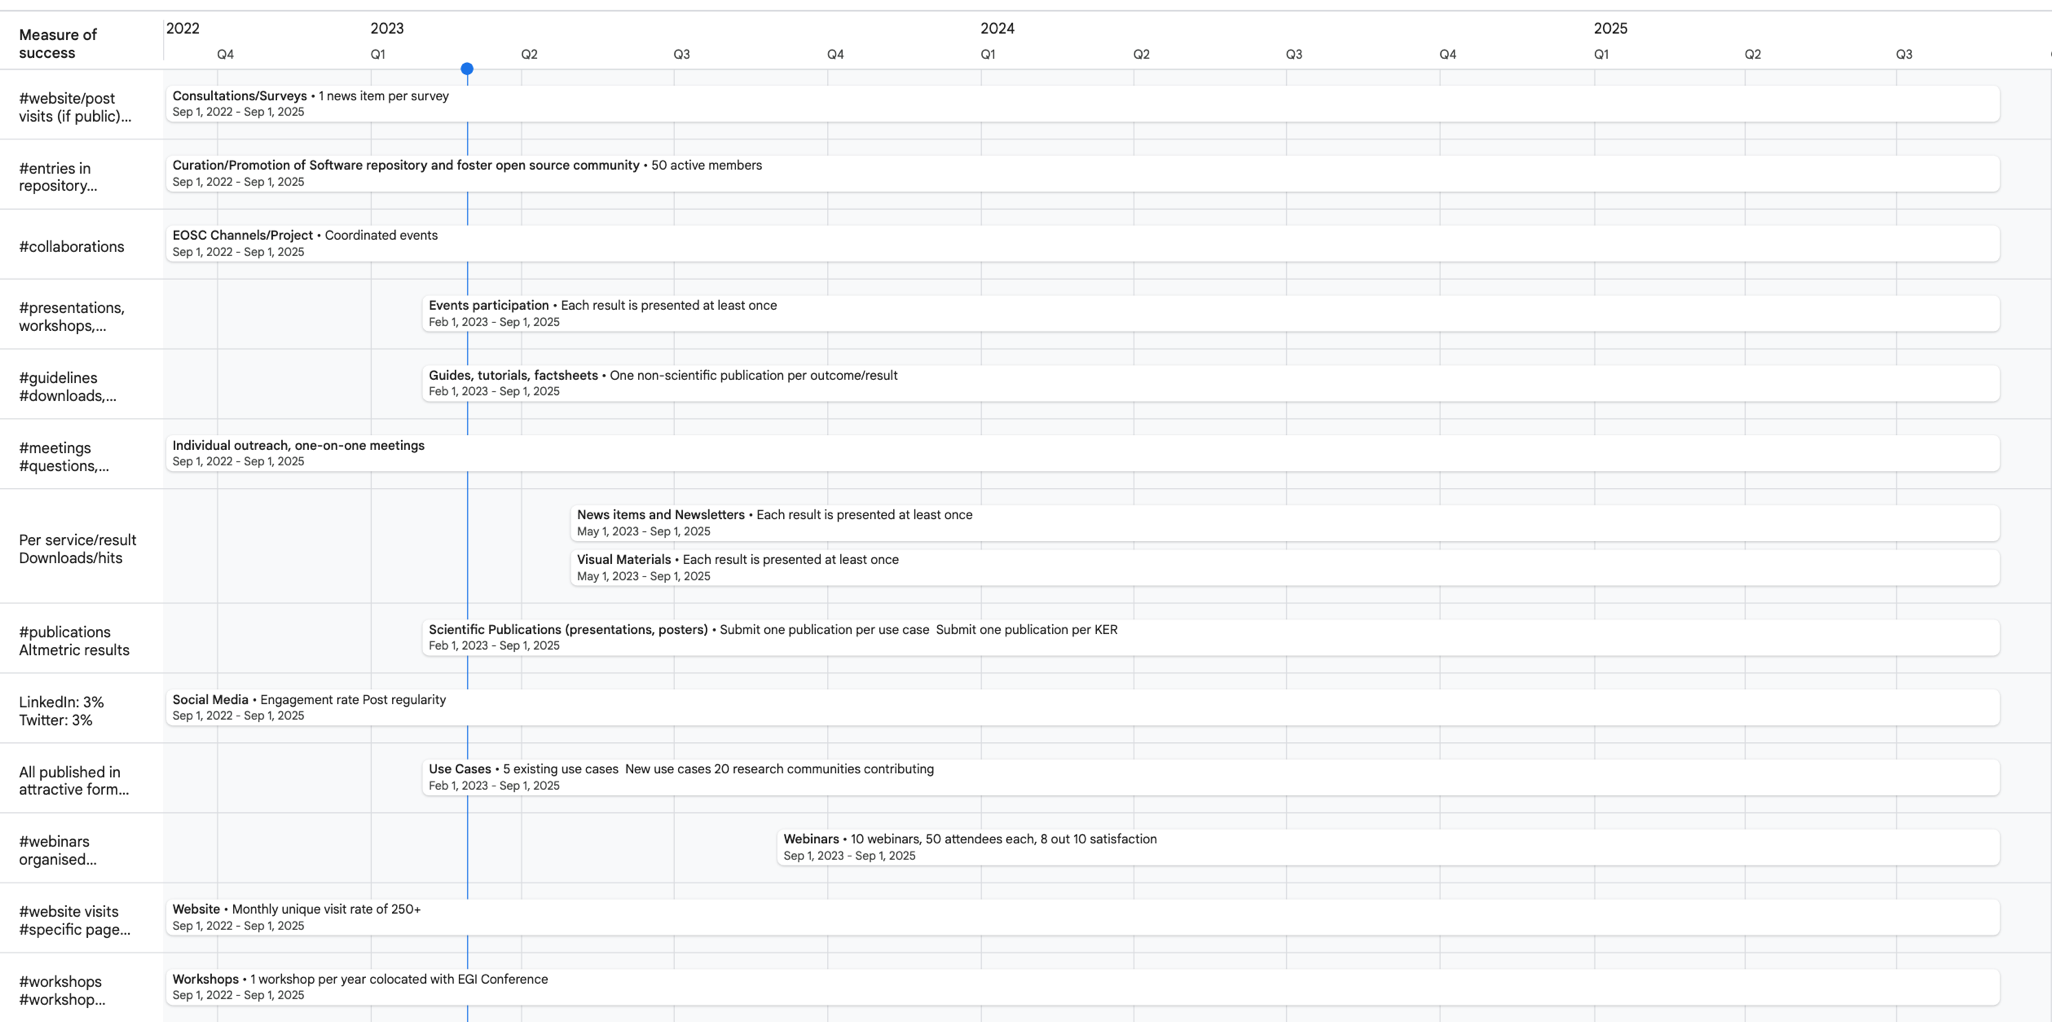 Measure of
success
2022 2023 2024 2025
Q4 Q1 Q2 Q3 Q4 Q1 Q2 Q3 Q4 Q1 Q2 Q3
#website/post
visits (if public)...
Consultations/Surveys • 1 news item per survey
Sep 1, 2022 - Sep 1, 2025
#entries in
repository...
Curation/Promotion of Software repository and foster open source community • 50 active members
Sep 1, 2022 - Sep 1, 2025
#collaborations
EOSC Channels/Project • Coordinated events
Sep 1, 2022 - Sep 1, 2025
#presentations,
workshops,...
Events participation • Each result is presented at least once
Feb 1, 2023 - Sep 1, 2025
#guidelines
#downloads,...
Guides, tutorials, factsheets • One non-scientific publication per outcome/result
Feb 1, 2023 - Sep 1, 2025
#meetings
#questions,...
Individual outreach, one-on-one meetings
Sep 1, 2022 - Sep 1, 2025
Per service/result
Downloads/hits
News items and Newsletters • Each result is presented at least once
May 1, 2023 - Sep 1, 2025
Visual Materials • Each result is presented at least once
May 1, 2023 - Sep 1, 2025
#publications
Altmetric results
Scientific Publications (presentations, posters) • Submit one publication per use case Submit one publication per KER
Feb 1, 2023 - Sep 1, 2025
LinkedIn: 3%
Twitter: 3%
Social Media • Engagement rate Post regularity
Sep 1, 2022 - Sep 1, 2025
All published in
attractive form...
Use Cases • 5 existing use cases New use cases 20 research communities contributing
Feb 1, 2023 - Sep 1, 2025
#webinars
organised...
Webinars • 10 webinars, 50 attendees each, 8 out 10 satisfaction
Sep 1, 2023 - Sep 1, 2025
#website visits
#specific page...
Website • Monthly unique visit rate of 250+
Sep 1, 2022 - Sep 1, 2025
#workshops
#workshop...
Workshops • 1 workshop per year colocated with EGI Conference
Sep 1, 2022 - Sep 1, 2025